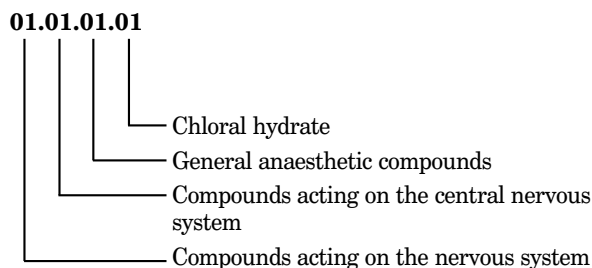 01.01.01.01
Chloral hydrate
General anaesthetic compounds
Compounds acting on the central nervous
system
Compounds acting on the nervous system